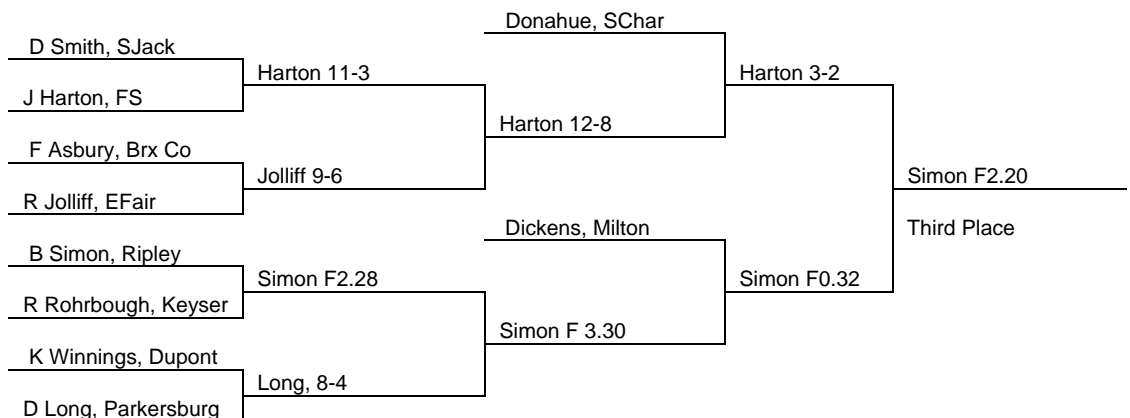 Donahue, SChar
D Smith, SJack
Harton 11-3
Harton 3-2
J Harton, FS
Harton 12-8
F Asbury, Brx Co
Jolliff 9-6
Simon F2.20
R Jolliff, EFair
Dickens, Milton
Third Place
B Simon, Ripley
Simon F2.28
Simon F0.32
R Rohrbough, Keyser
Simon F 3.30
K Winnings, Dupont
Long, 8-4
D Long, Parkersburg